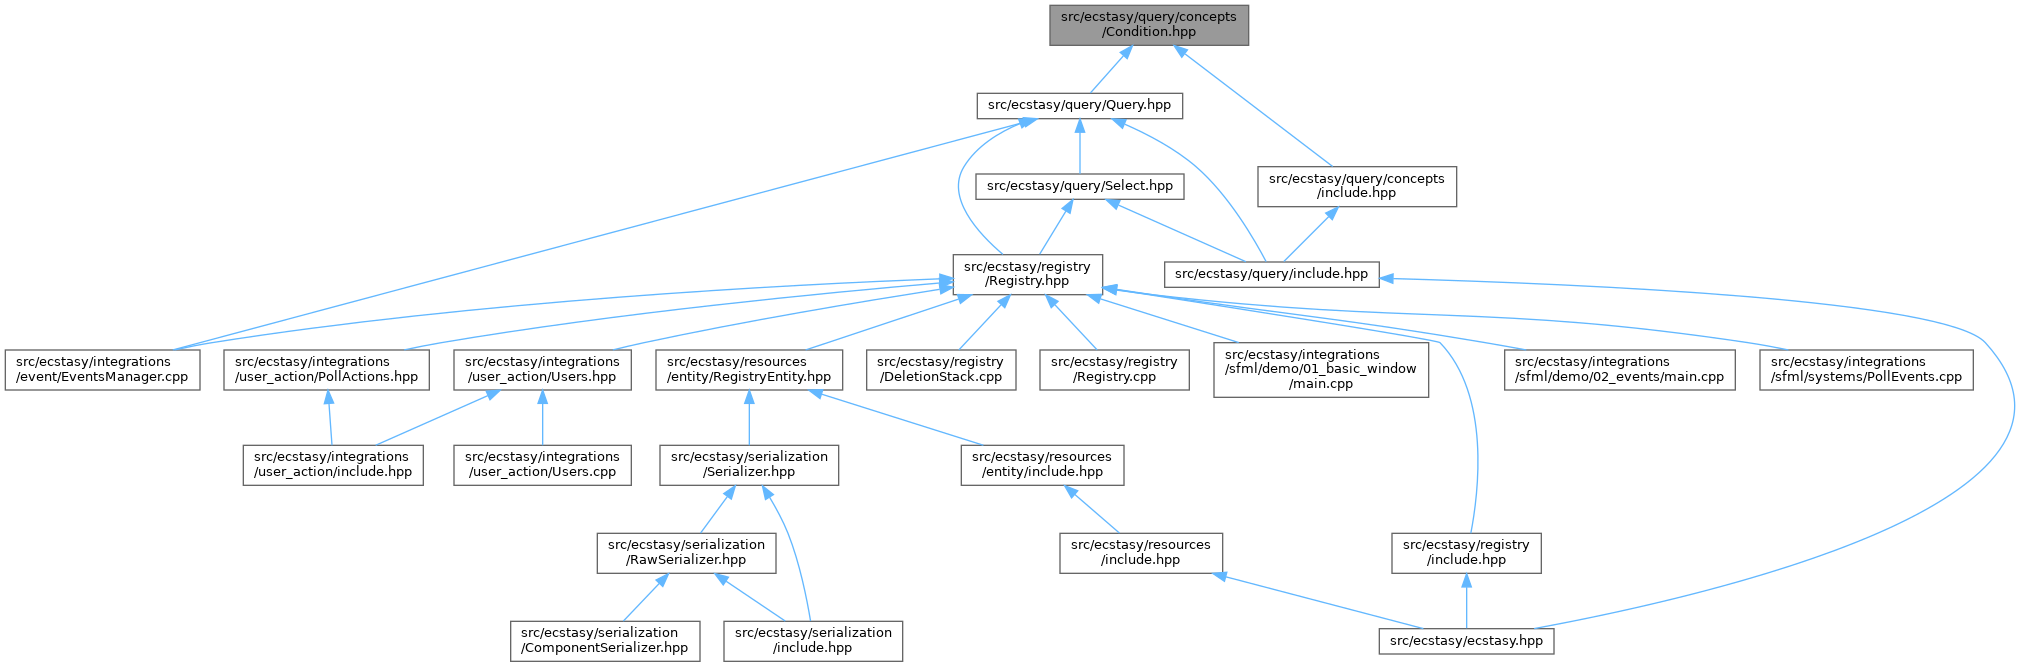 src/ecstasy/query/concepts
/Condition.hpp
src/ecstasy/query/Query.hpp
src/ecstasy/query/Select.hpp
src/ecstasy/query/concepts
/include.hpp
src/ecstasy/registry
/Registry.hpp
src/ecstasy/query/include.hpp
src/ecstasy/integrations
/event/EventsManager.cpp
src/ecstasy/integrations
/user_action/PollActions.hpp
src/ecstasy/integrations
/user_action/Users.hpp
src/ecstasy/resources
/entity/RegistryEntity.hpp
src/ecstasy/registry
/DeletionStack.cpp
src/ecstasy/registry
/Registry.cpp
src/ecstasy/integrations
/sfml/demo/01_basic_window
/main.cpp
src/ecstasy/integrations
/sfml/demo/02_events/main.cpp
src/ecstasy/integrations
/sfml/systems/PollEvents.cpp
src/ecstasy/integrations
/user_action/include.hpp
src/ecstasy/integrations
/user_action/Users.cpp
src/ecstasy/serialization
/Serializer.hpp
src/ecstasy/resources
/entity/include.hpp
src/ecstasy/serialization
/RawSerializer.hpp
src/ecstasy/resources
/include.hpp
src/ecstasy/registry
/include.hpp
src/ecstasy/serialization
/ComponentSerializer.hpp
src/ecstasy/serialization
/include.hpp
src/ecstasy/ecstasy.hpp